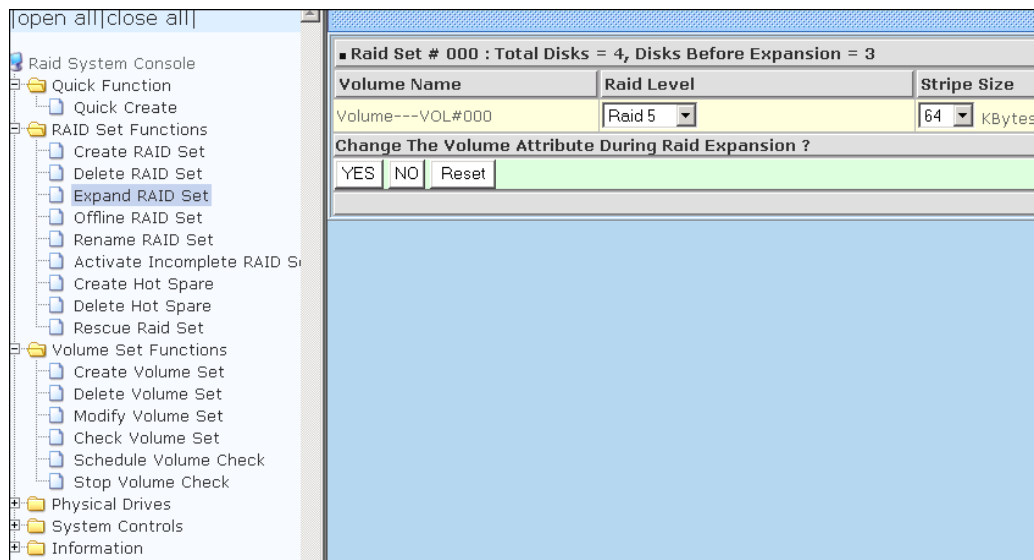 |open all|close all|
Raid System Console
Quick Function
Quick Create
RAID Set Functions
Create RAID Set
Delete RAID Set
Expand RAID Set
Offline RAID Set
Rename RAID Set
Activate Incomplete RAID
Create Hot Spare
Delete Hot Spare
Rescue Raid Set
Volume Set Functions
Create Volume Set
Delete Volume Set
Modify Volume Set
Check Volume Set
Schedule Volume Check
Stop Volume Check
Physical Drives
System Controls
Information
Raid Set # 000 : Total Disks = 4, Disks Before Expansion = 3
Volume Name Raid Level Stripe Size
Volume---VOL#000 Raid 5 64 KBytes
Change The Volume Attribute During Raid Expansion ?
YES NO Reset